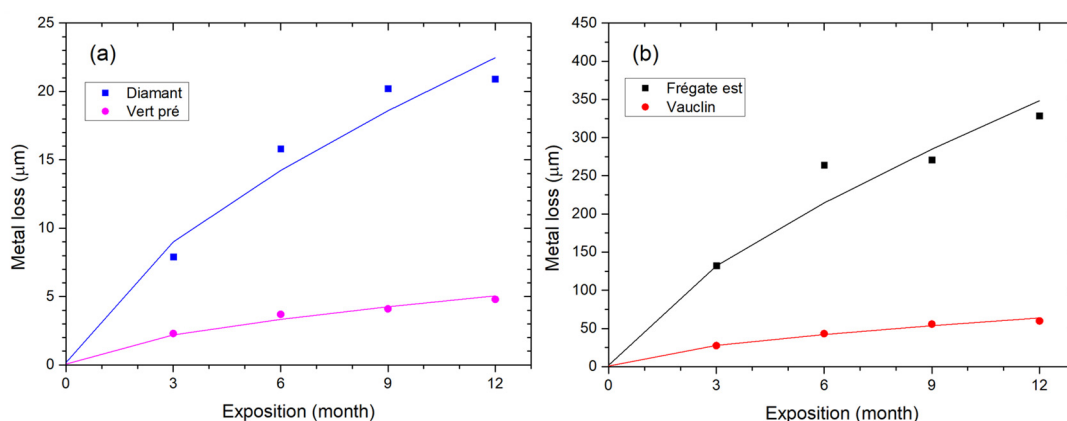 (a)
Diamant
Vert pré
Metal loss (μm)
25
20
15
10
5
0
0 3 6 9 12
Exposition (month)
(b)
Frégate est
Vauclin
Metal loss (μm)
450
400
350
300
250
200
150
100
50
0
0 3 6 9 12
Exposition (month)